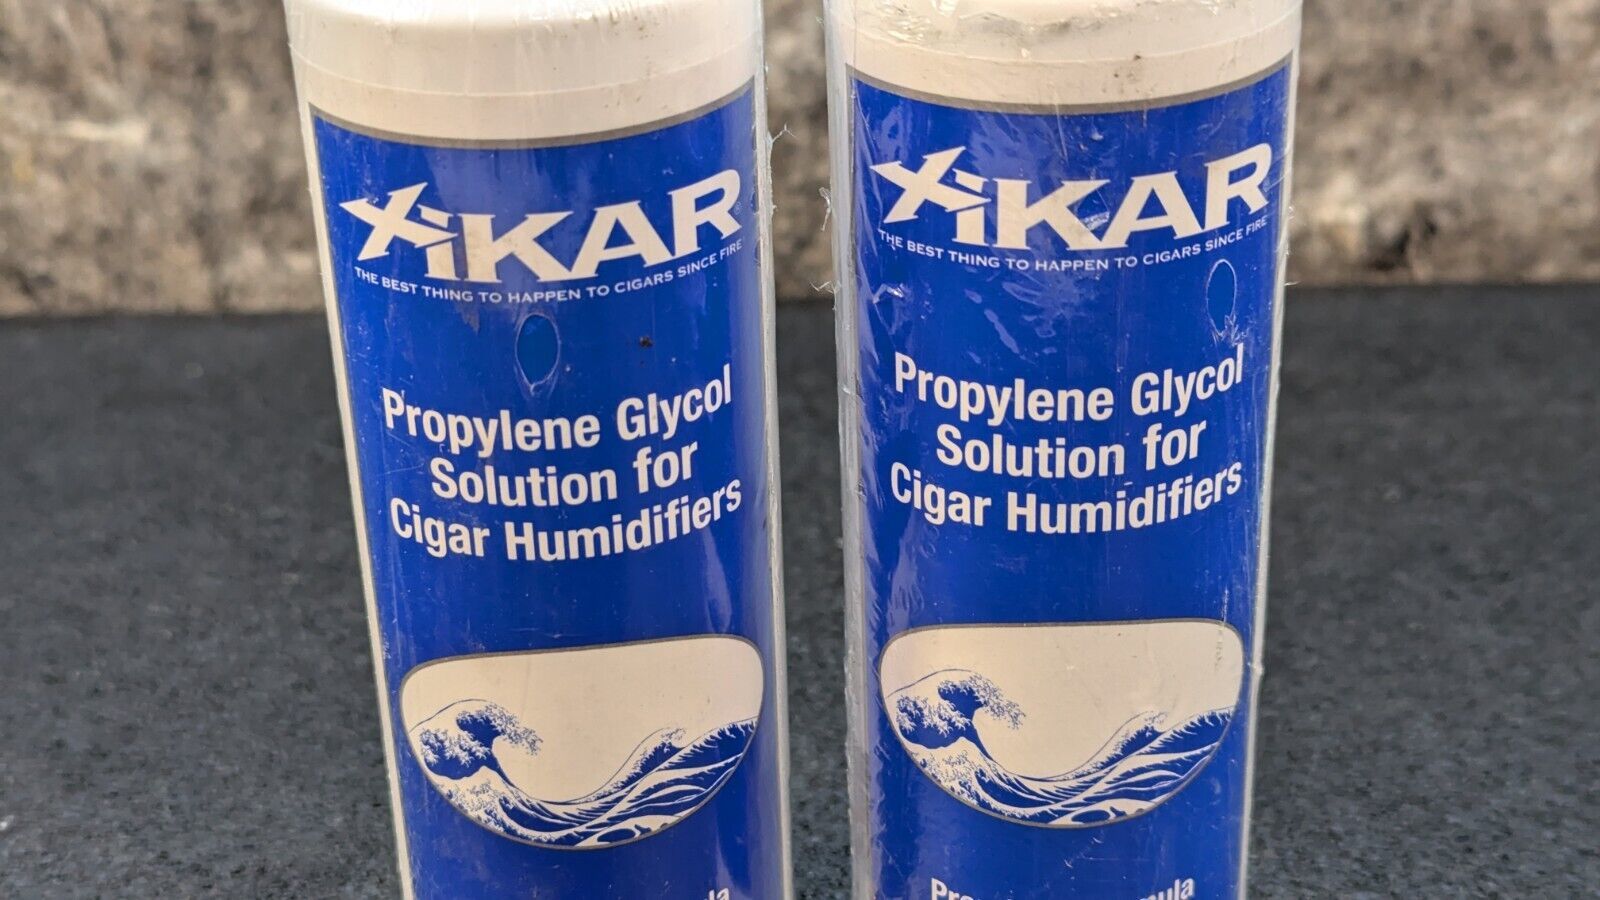 XIKAR
THE BEST THING TO HAPPEN TO CIGARS SINCE FIRE
Propylene Glycol
Solution for
Cigar Humidifiers
XIKAR
THE BEST THING TO HAPPEN TO CIGARS SINCE FIRE
Propylene Glycol
Solution for
Cigar Humidifiers